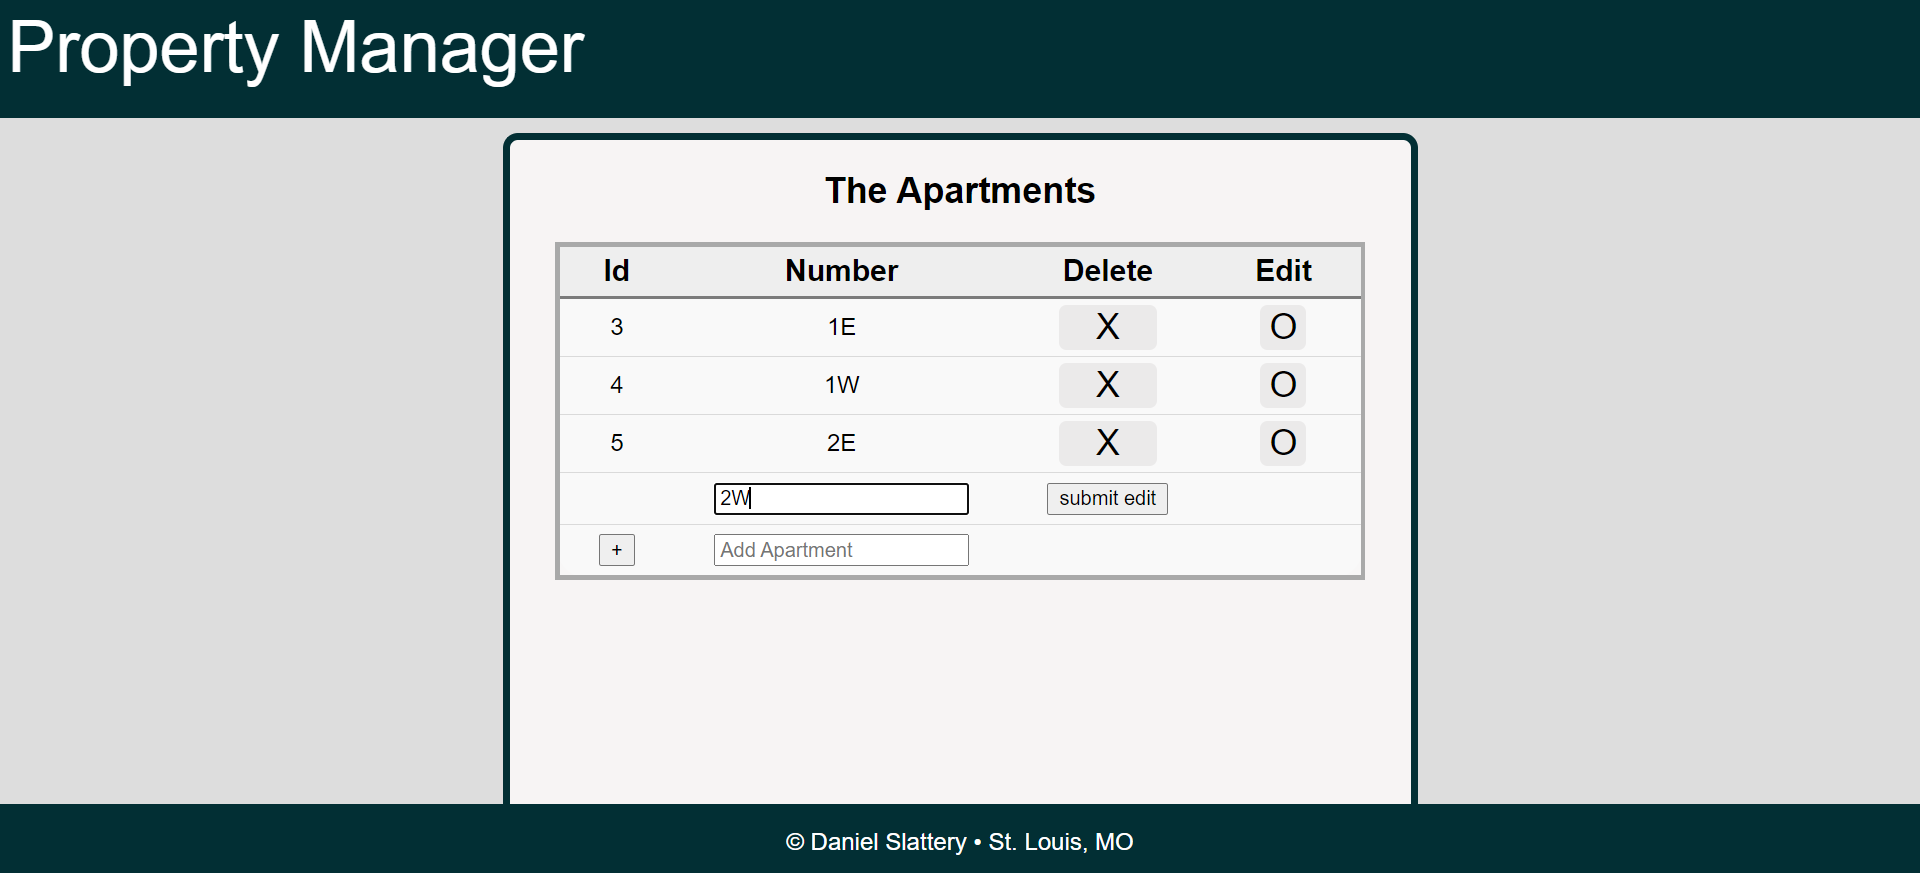 Property Manager
The Apartments
Id Number Delete Edit
3 1E X O
4 1W X O
5 2E X O
2W submit edit
+ Add Apartment
© Daniel Slattery • St. Louis, MO